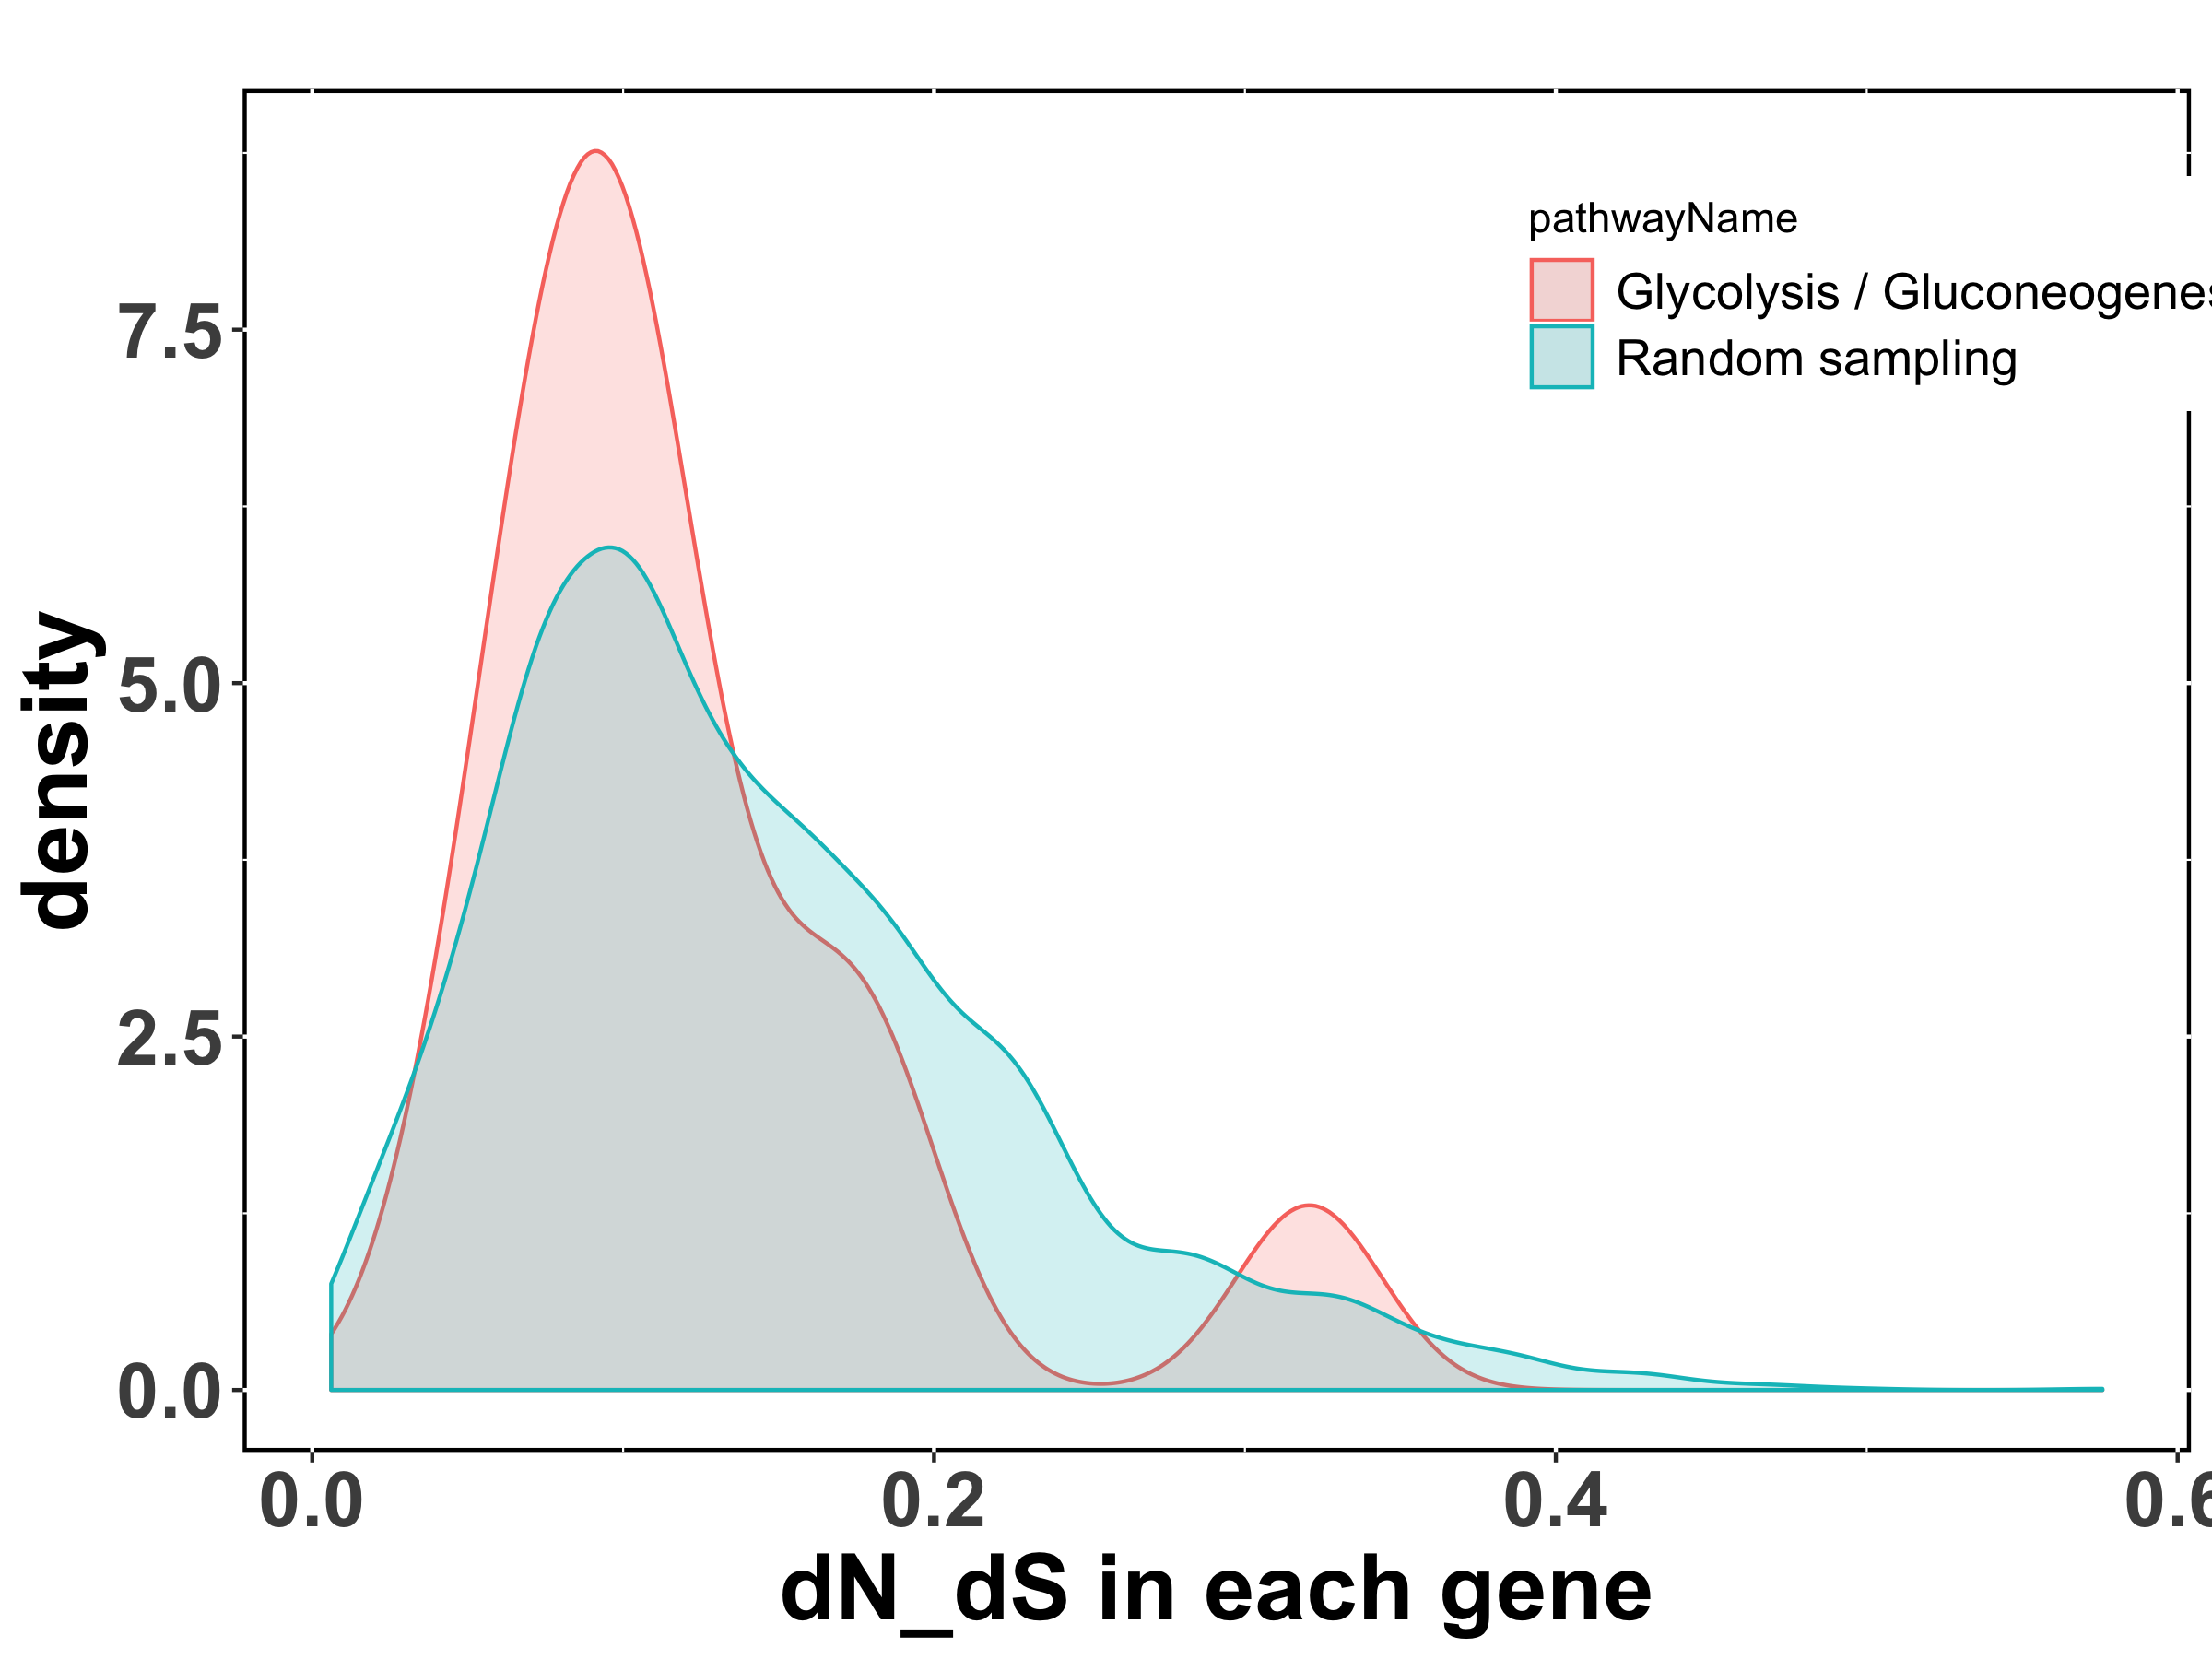 pathwayName
Glycolysis / Gluconeogenes
Random sampling
density
7.5
5.0
2.5
0.0
0.0 0.2 0.4 0.6
dN_dS in each gene